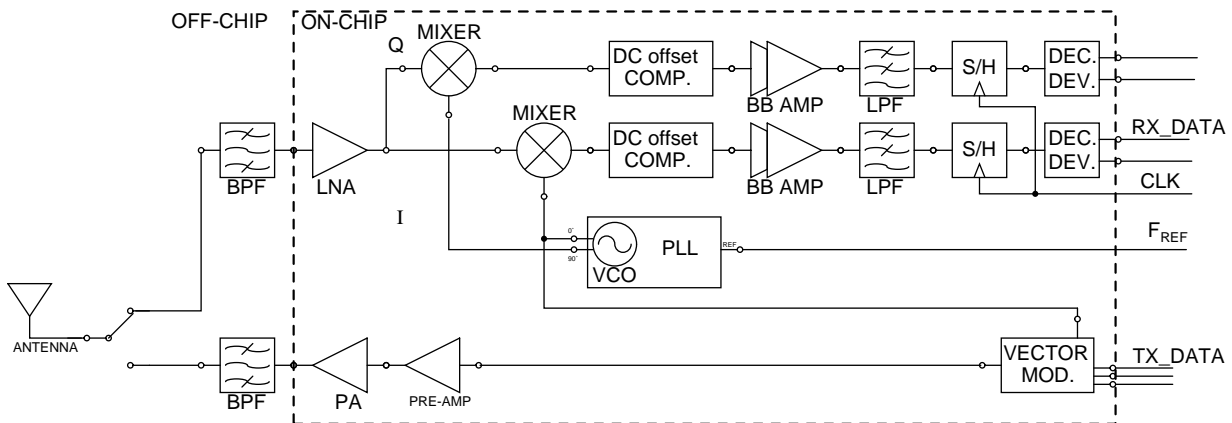 OFF-CHIP
ON-CHIP
MIXER
Q
DC offset
COMP.
BB AMP
LPF
S/H
DEC.
DEV.
MIXER
RX_DATA
BPF
LNA
DC offset
COMP.
BB AMP
LPF
S/H
DEC.
DEV.
CLK
I
0°
90°
VCO
PLL
REF
F_REF
ANTENNA
BPF
PA
PRE-AMP
VECTOR
MOD.
TX_DATA